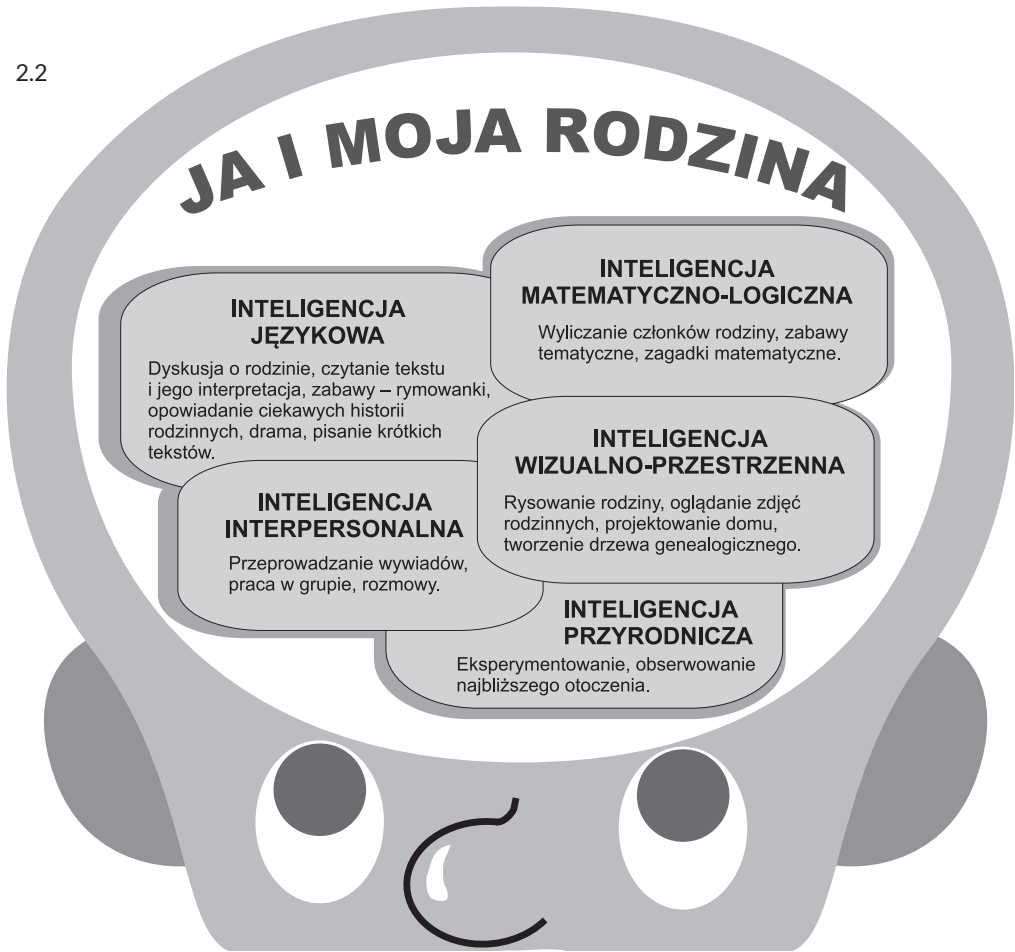 2.2
JA I MOJA RODZINA
INTELIGENCJA
JĘZYKOWA
Dyskusja o rodzinie, czytanie tekstu
i jego interpretacja, zabawy – rymowanki,
opowiadanie ciekawych historii
rodzinnych, drama, pisanie krótkich
tekstów.
INTELIGENCJA
MATEMATYCZNO-LOGICZNA
Wyliczanie członków rodziny, zabawy
tematyczne, zagadki matematyczne.
INTELIGENCJA
WIZUALNO-PRZESTRZENNA
Rysowanie rodziny, oglądanie zdjęć
rodzinnych, projektowanie domu,
tworzenie drzewa genealogicznego.
INTELIGENCJA
INTERPERSONALNA
Przeprowadzanie wywiadów,
praca w grupie, rozmowy.
INTELIGENCJA
PRZYRODNICZA
Eksperymentowanie, obserwowanie
najbliższego otoczenia.